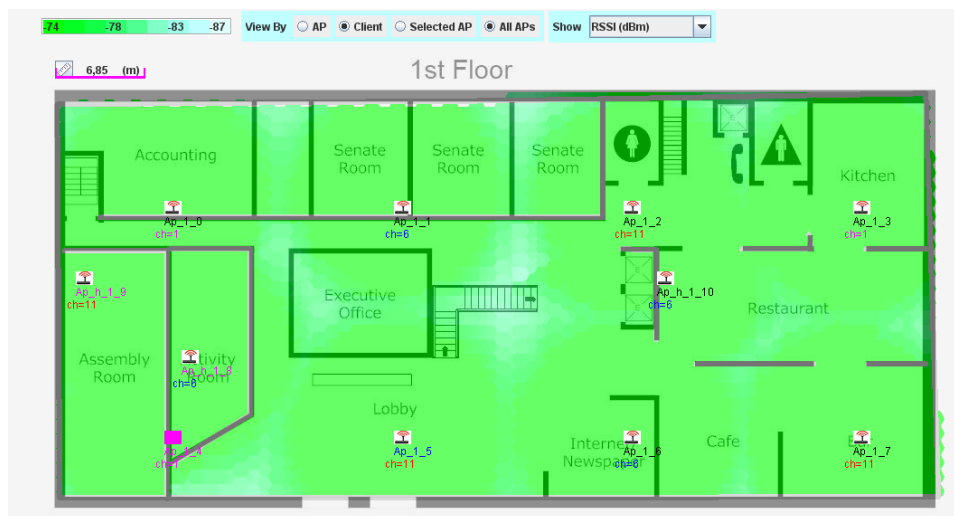 -74 -78 -83 -87 View By AP Client Selected AP All APs Show RSSI (dBm)
6,85 (m)
1st Floor
Accounting
Senate
Room
Senate
Room
Senate
Room
Kitchen
Ap_1_0
ch=1
Ap_1_1
ch=6
Ap_1_2
ch=11
Ap_1_3
ch=1
Ap_h_1_9
ch=11
Executive
Office
Ap_h_1_10
ch=6
Restaurant
Assembly
Room
Ap_h_1_8
ch=6
Room
Lobby
Ap_1_4
Ap_1_5
ch=11
Newspaper
Ap_1_6
ch=6
Cafe
Ap_1_7
ch=11